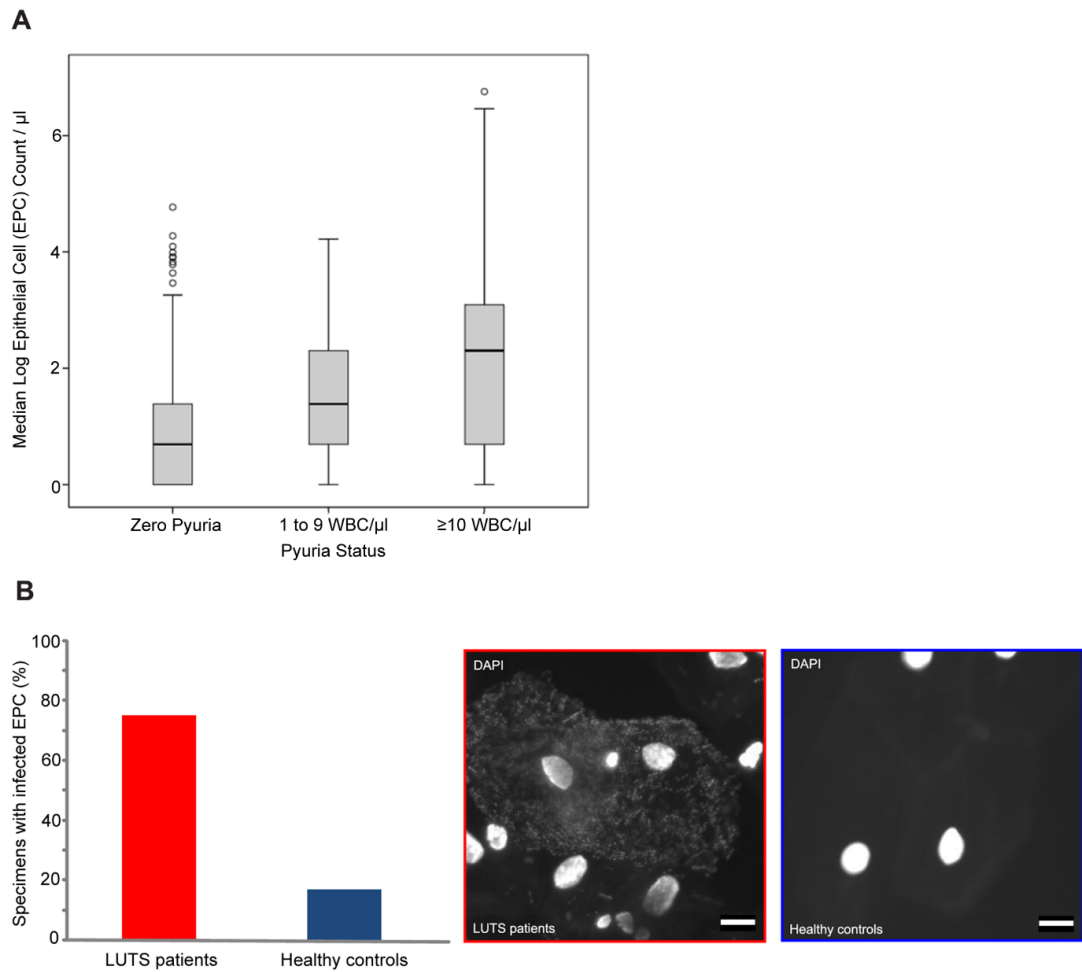 A
Median Log Epithelial Cell (EPC) Count / µl
6
4
2
0
Zero Pyuria
1 to 9 WBC/µl
≥10 WBC/µl
Pyuria Status
B
Specimens with infected EPC (%)
100
80
60
40
20
0
LUTS patients
Healthy controls
DAPI
LUTS patients
DAPI
Healthy controls